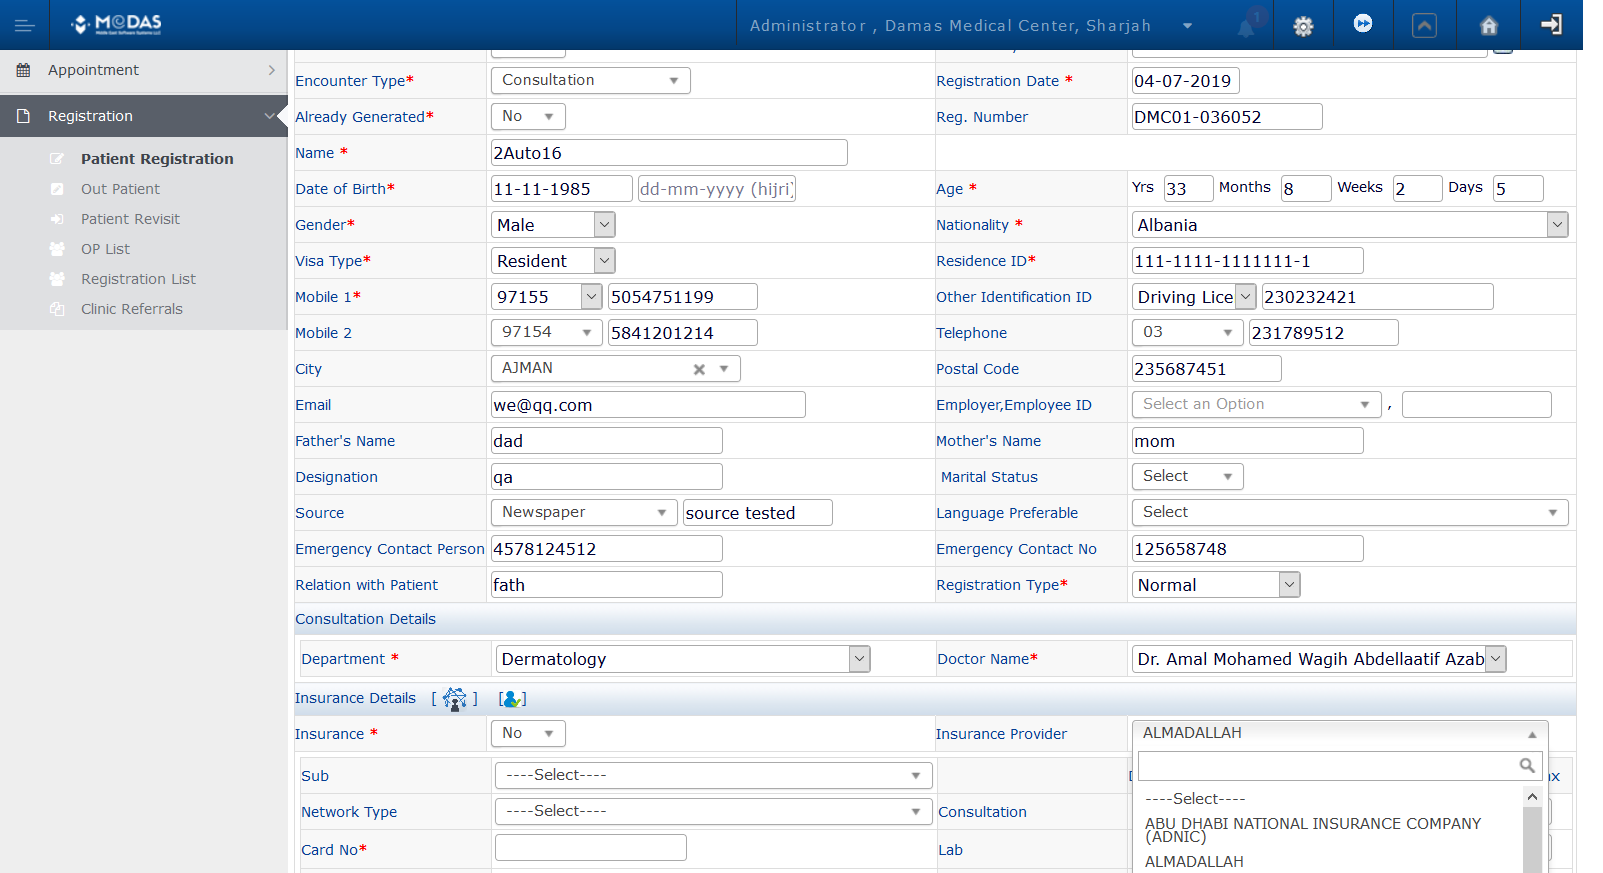 MEDAS
Middle East Software Systems LLC
Administrator , Damas Medical Center, Sharjah
1
Appointment
Registration
Patient Registration
Out Patient
Patient Revisit
OP List
Registration List
Clinic Referrals
Encounter Type* Consultation Registration Date * 04-07-2019
Already Generated* No Reg. Number DMC01-036052
Name * 2Auto16
Date of Birth* 11-11-1985 dd-mm-yyyy (hijri) Age * Yrs 33 Months 8 Weeks 2 Days 5
Gender* Male Nationality * Albania
Visa Type* Resident Residence ID* 111-1111-1111111-1
Mobile 1* 97155 5054751199 Other Identification ID Driving Lice 230232421
Mobile 2 97154 5841201214 Telephone 03 231789512
City AJMAN Postal Code 235687451
Email we@qq.com Employer,Employee ID Select an Option ,
Father's Name dad Mother's Name mom
Designation qa Marital Status Select
Source Newspaper source tested Language Preferable Select
Emergency Contact Person 4578124512 Emergency Contact No 125658748
Relation with Patient fath Registration Type* Normal
Consultation Details
Department * Dermatology Doctor Name* Dr. Amal Mohamed Wagih Abdellaatif Azab
Insurance Details [ ] [ ]
Insurance * No Insurance Provider ALMADALLAH
Sub ----Select----
Network Type ----Select---- Consultation
Card No* Lab
----Select----
ABU DHABI NATIONAL INSURANCE COMPANY
(ADNIC)
ALMADALLAH